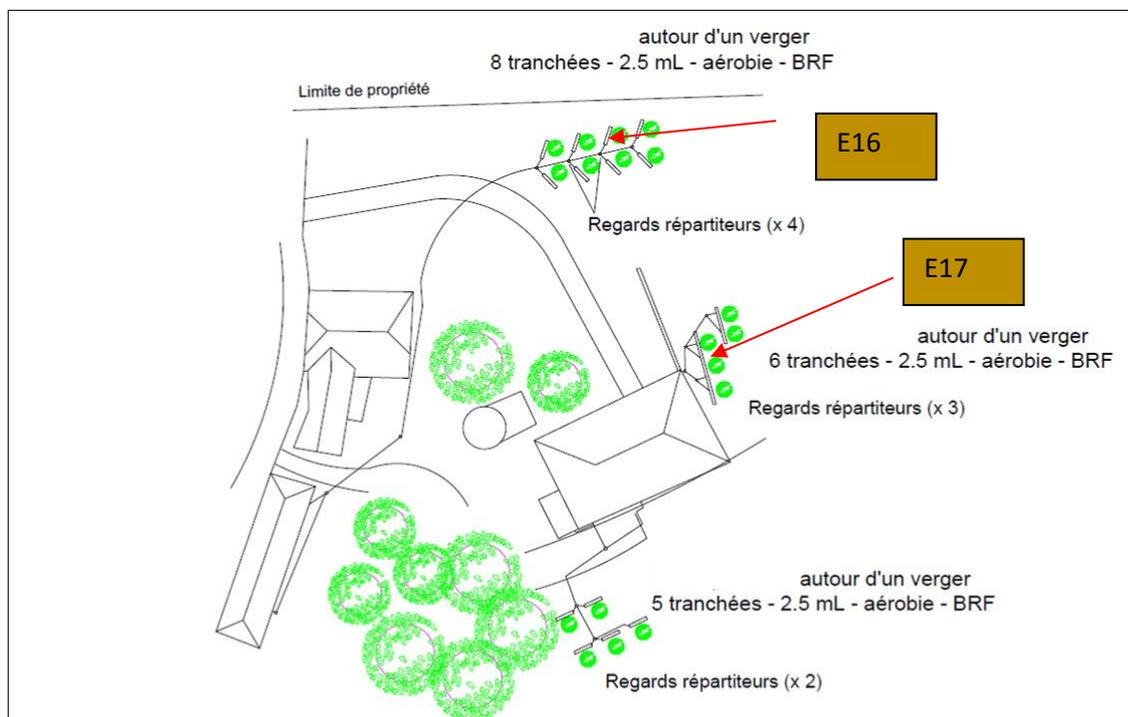 autour d'un verger
8 tranchées - 2.5 mL - aérobie - BRF
Limite de propriété
E16
Regards répartiteurs (x 4)
E17
autour d'un verger
6 tranchées - 2.5 mL - aérobie - BRF
Regards répartiteurs (x 3)
autour d'un verger
5 tranchées - 2.5 mL - aérobie - BRF
Regards répartiteurs (x 2)